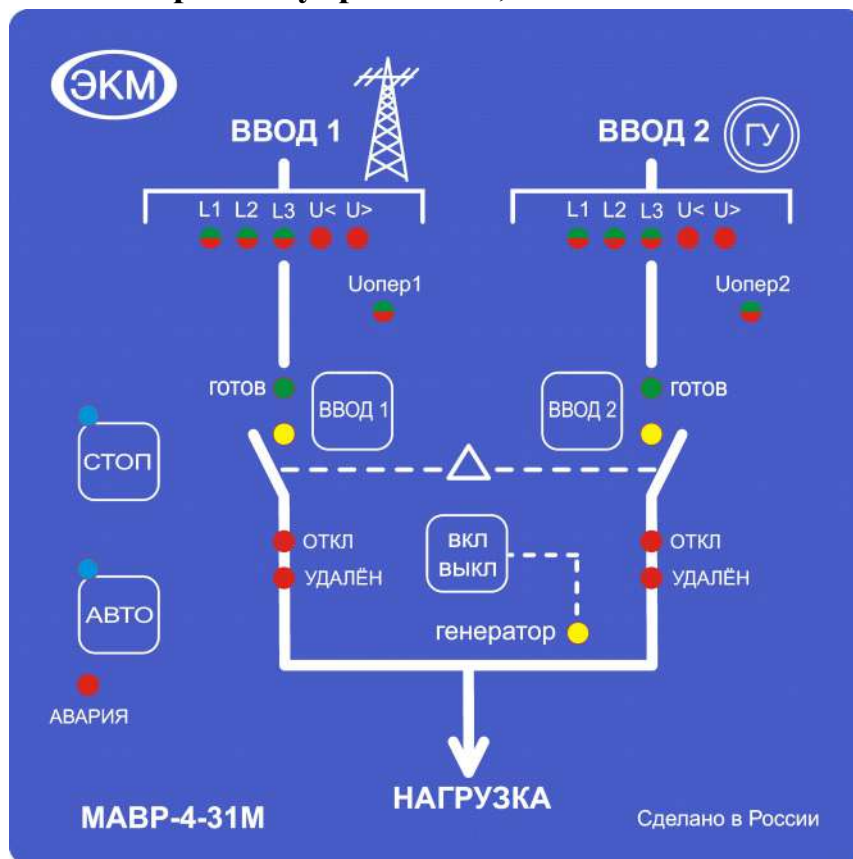 ЭКМ
ВВОД 1
ВВОД 2
ГУ
L1 L2 L3 U< U>
L1 L2 L3 U< U>
Uопер1
Uопер2
готов
ВВОД 1
ВВОД 2
готов
СТОП
ОТКЛ
УДАЛЁН
ВКЛ
ВЫКЛ
ОТКЛ
УДАЛЁН
АВТО
генератор
АВАРИЯ
НАГРУЗКА
МАВР-4-31М
Сделано в России